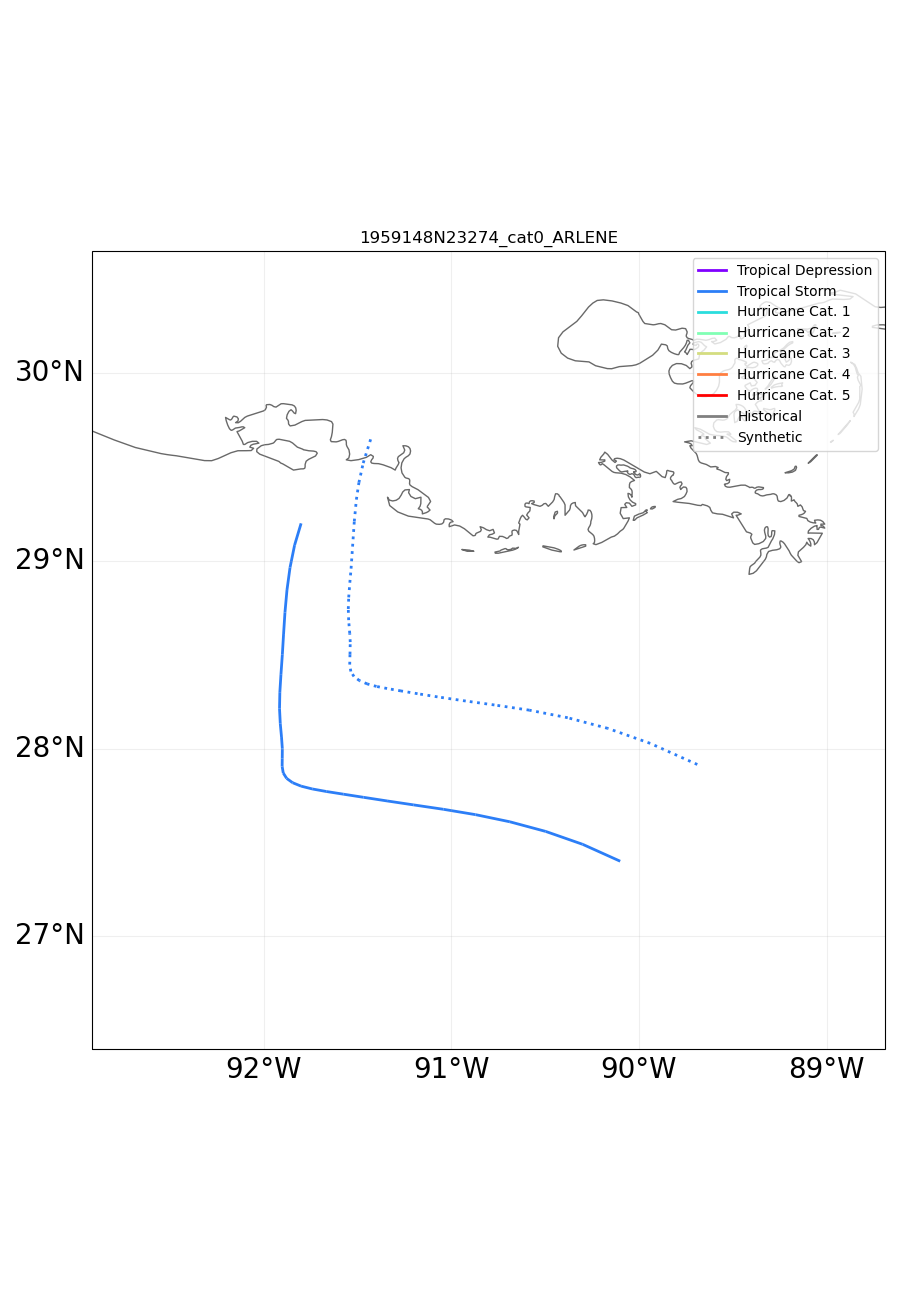 1959148N23274_cat0_ARLENE
Tropical Depression
Tropical Storm
Hurricane Cat. 1
Hurricane Cat. 2
Hurricane Cat. 3
Hurricane Cat. 4
Hurricane Cat. 5
Historical
Synthetic
30°N
29°N
28°N
27°N
92°W 91°W 90°W 89°W